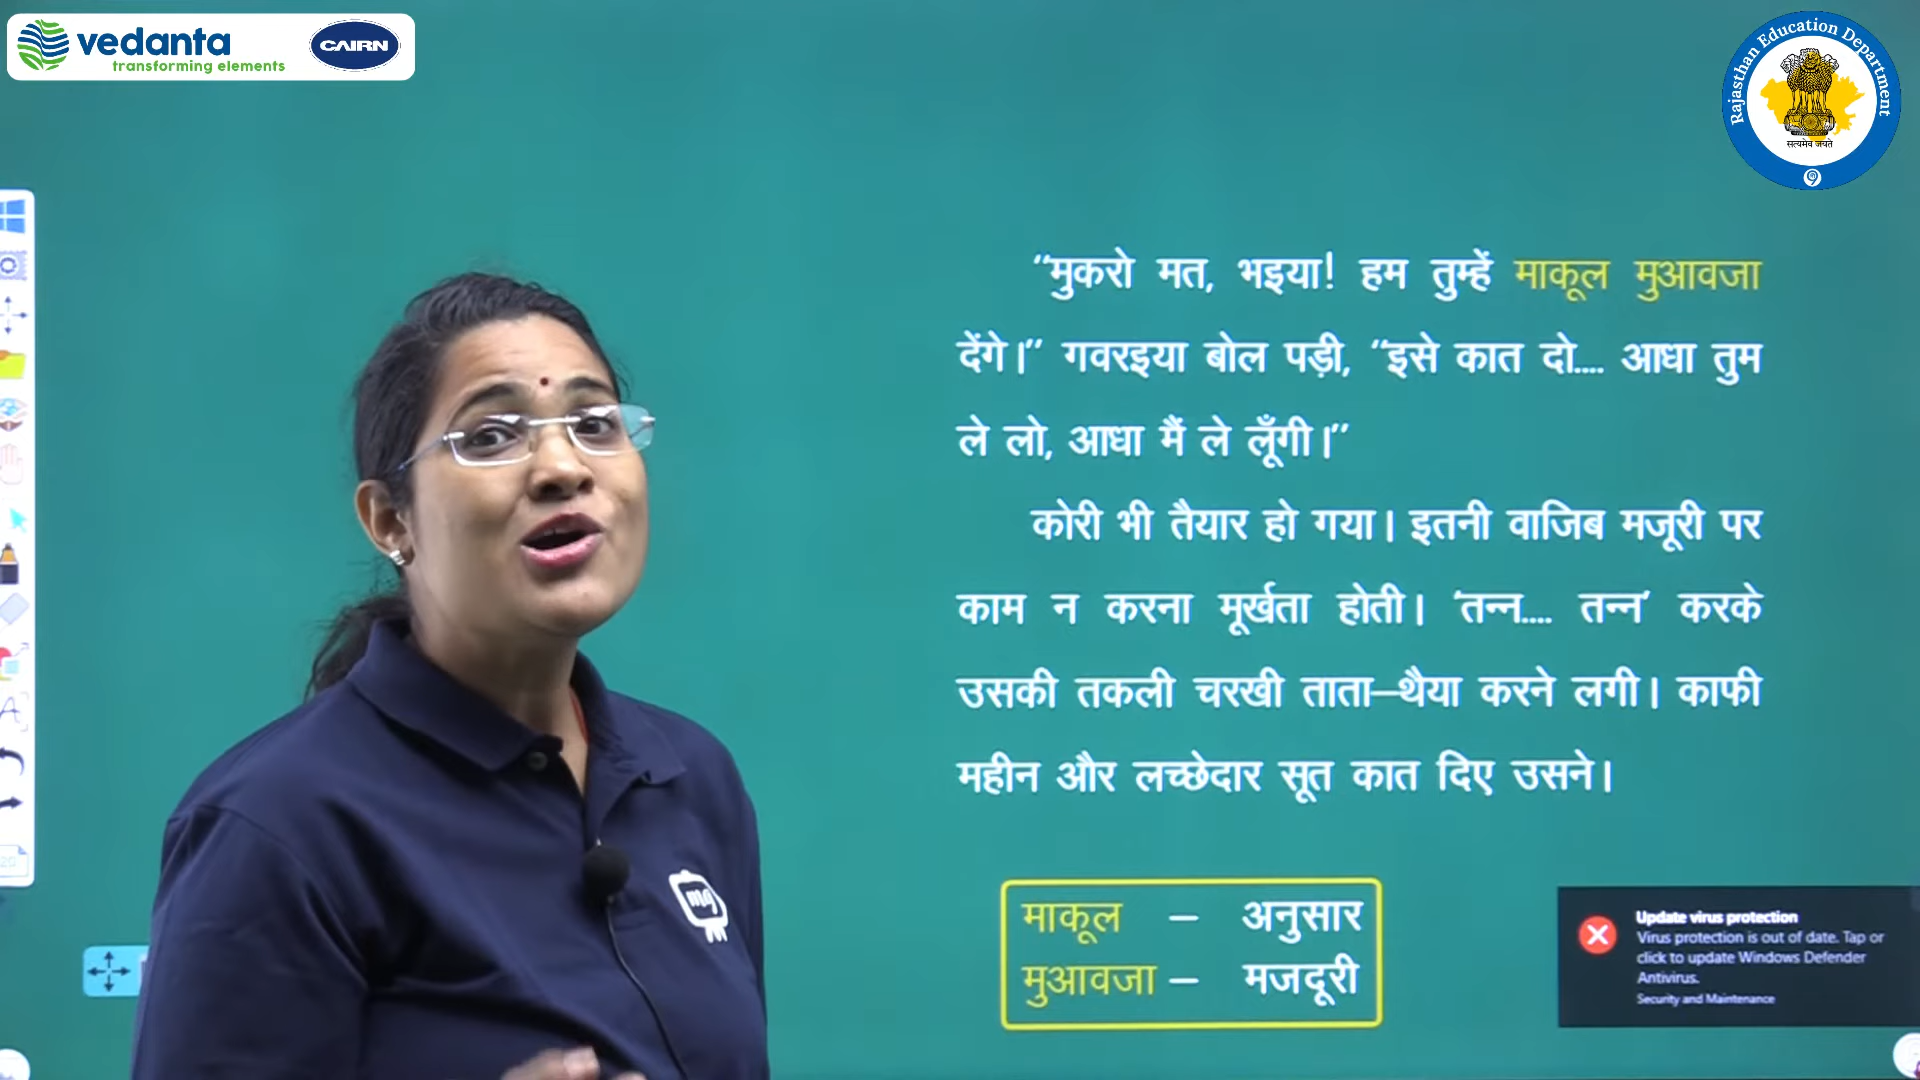 vedanta
transforming elements
CAIRN
Rajasthan Education Department
सत्यमेव जयते
“मुकरो मत, भइया! हम तुम्हें माकूल मुआवजा
देंगे।” गवरइया बोल पड़ी, “इसे कात दो.... आधा तुम
ले लो, आधा मैं ले लूँगी।”
कोरी भी तैयार हो गया। इतनी वाजिब मजूरी पर
काम न करना मूर्खता होती। ‘तन्न.... तन्न’ करके
उसकी तकली चरखी ताता–थैया करने लगी। काफी
महीन और लच्छेदार सूत कात दिए उसने।
माकूल – अनुसार
मुआवजा – मजदूरी
Update virus protection
Virus protection is out of date. Tap or
click to update Windows Defender
Antivirus.
Security and Maintenance
mg